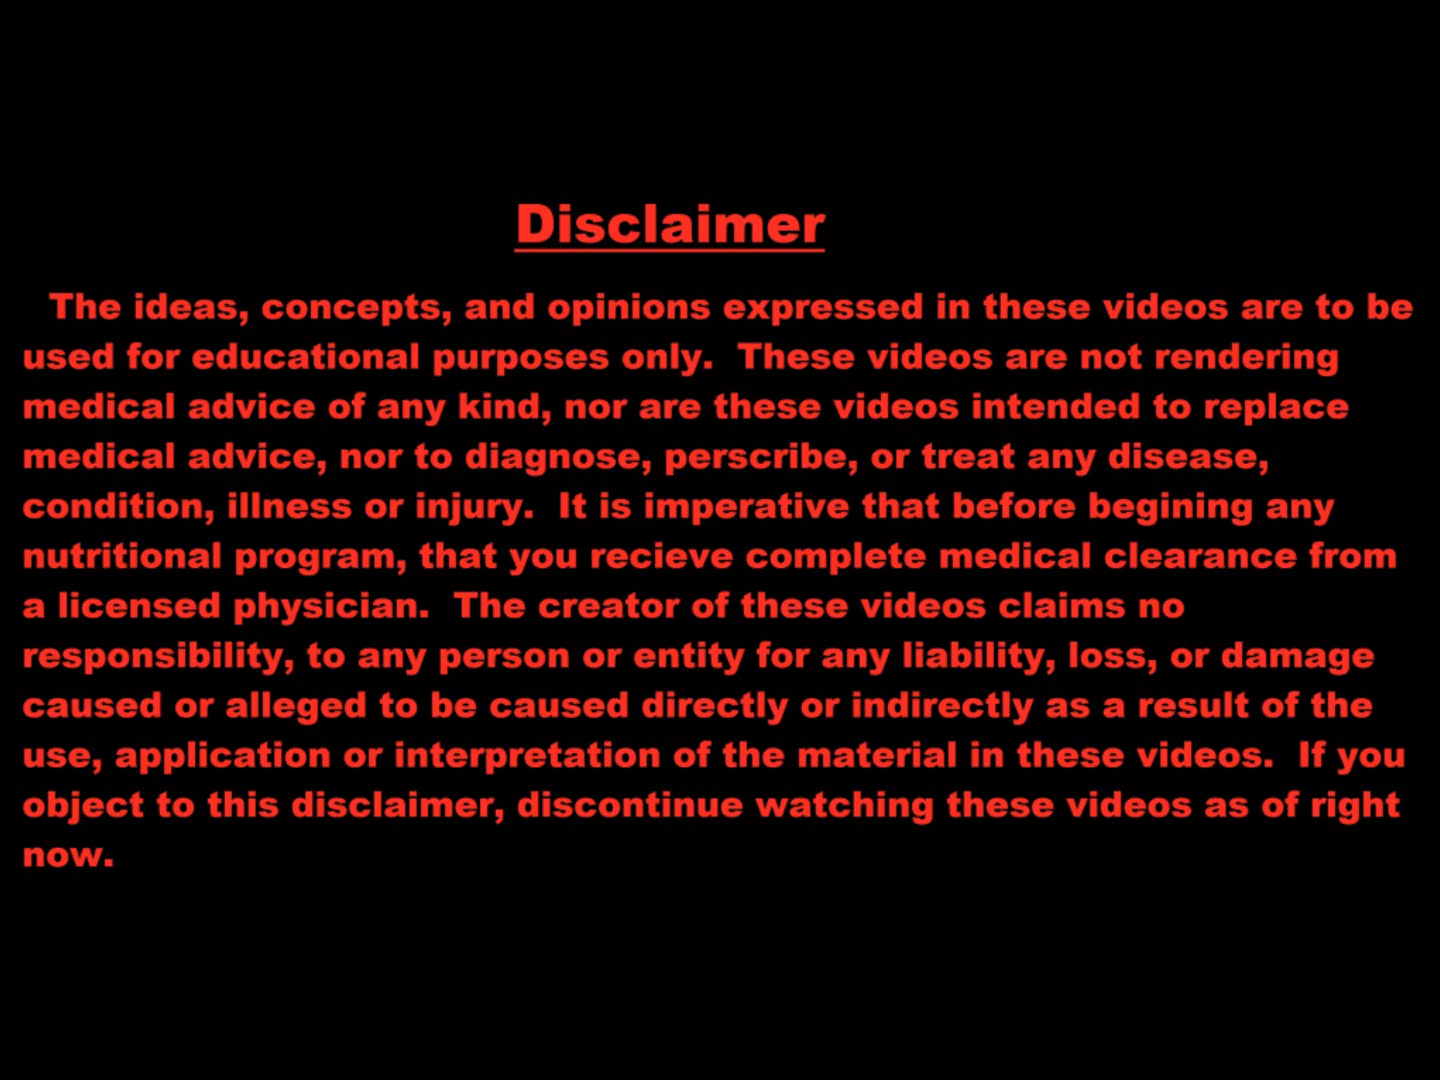 Disclaimer
The ideas, concepts, and opinions expressed in these videos are to be
used for educational purposes only.  These videos are not rendering
medical advice of any kind, nor are these videos intended to replace
medical advice, nor to diagnose, perscribe, or treat any disease,
condition, illness or injury.  It is imperative that before begining any
nutritional program, that you recieve complete medical clearance from
a licensed physician.  The creator of these videos claims no
responsibility, to any person or entity for any liability, loss, or damage
caused or alleged to be caused directly or indirectly as a result of the
use, application or interpretation of the material in these videos.  If you
object to this disclaimer, discontinue watching these videos as of right
now.